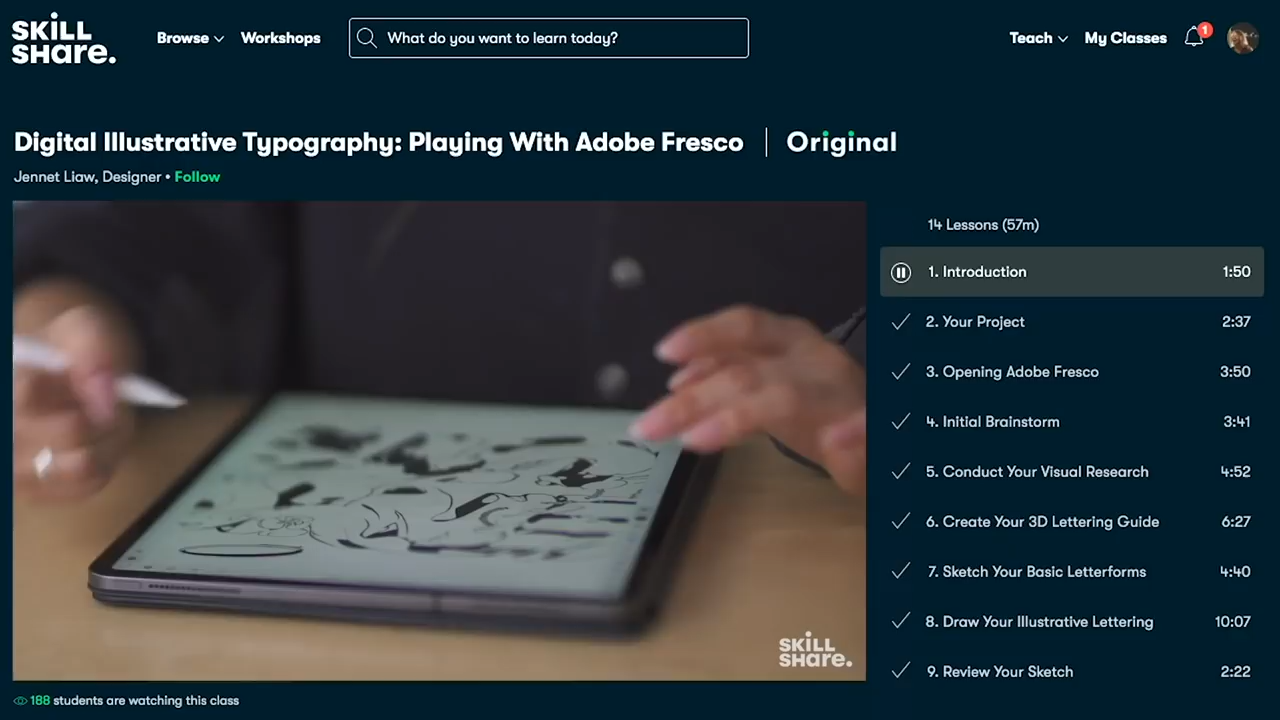 SKiLL
SHare.
Browse
Workshops
What do you want to learn today?
Teach
My Classes
1
Digital Illustrative Typography: Playing With Adobe Fresco | Original
Jennet Liaw, Designer • Follow
14 Lessons (57m)
1. Introduction 1:50
2. Your Project 2:37
3. Opening Adobe Fresco 3:50
4. Initial Brainstorm 3:41
5. Conduct Your Visual Research 4:52
6. Create Your 3D Lettering Guide 6:27
7. Sketch Your Basic Letterforms 4:40
8. Draw Your Illustrative Lettering 10:07
9. Review Your Sketch 2:22
SKiLL
SHare.
188 students are watching this class